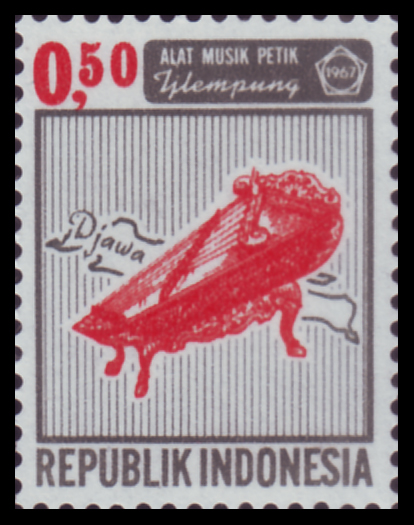 0,50
ALAT MUSIK PETIK
Tjlempung
1967
Djawa
REPUBLIK INDONESIA